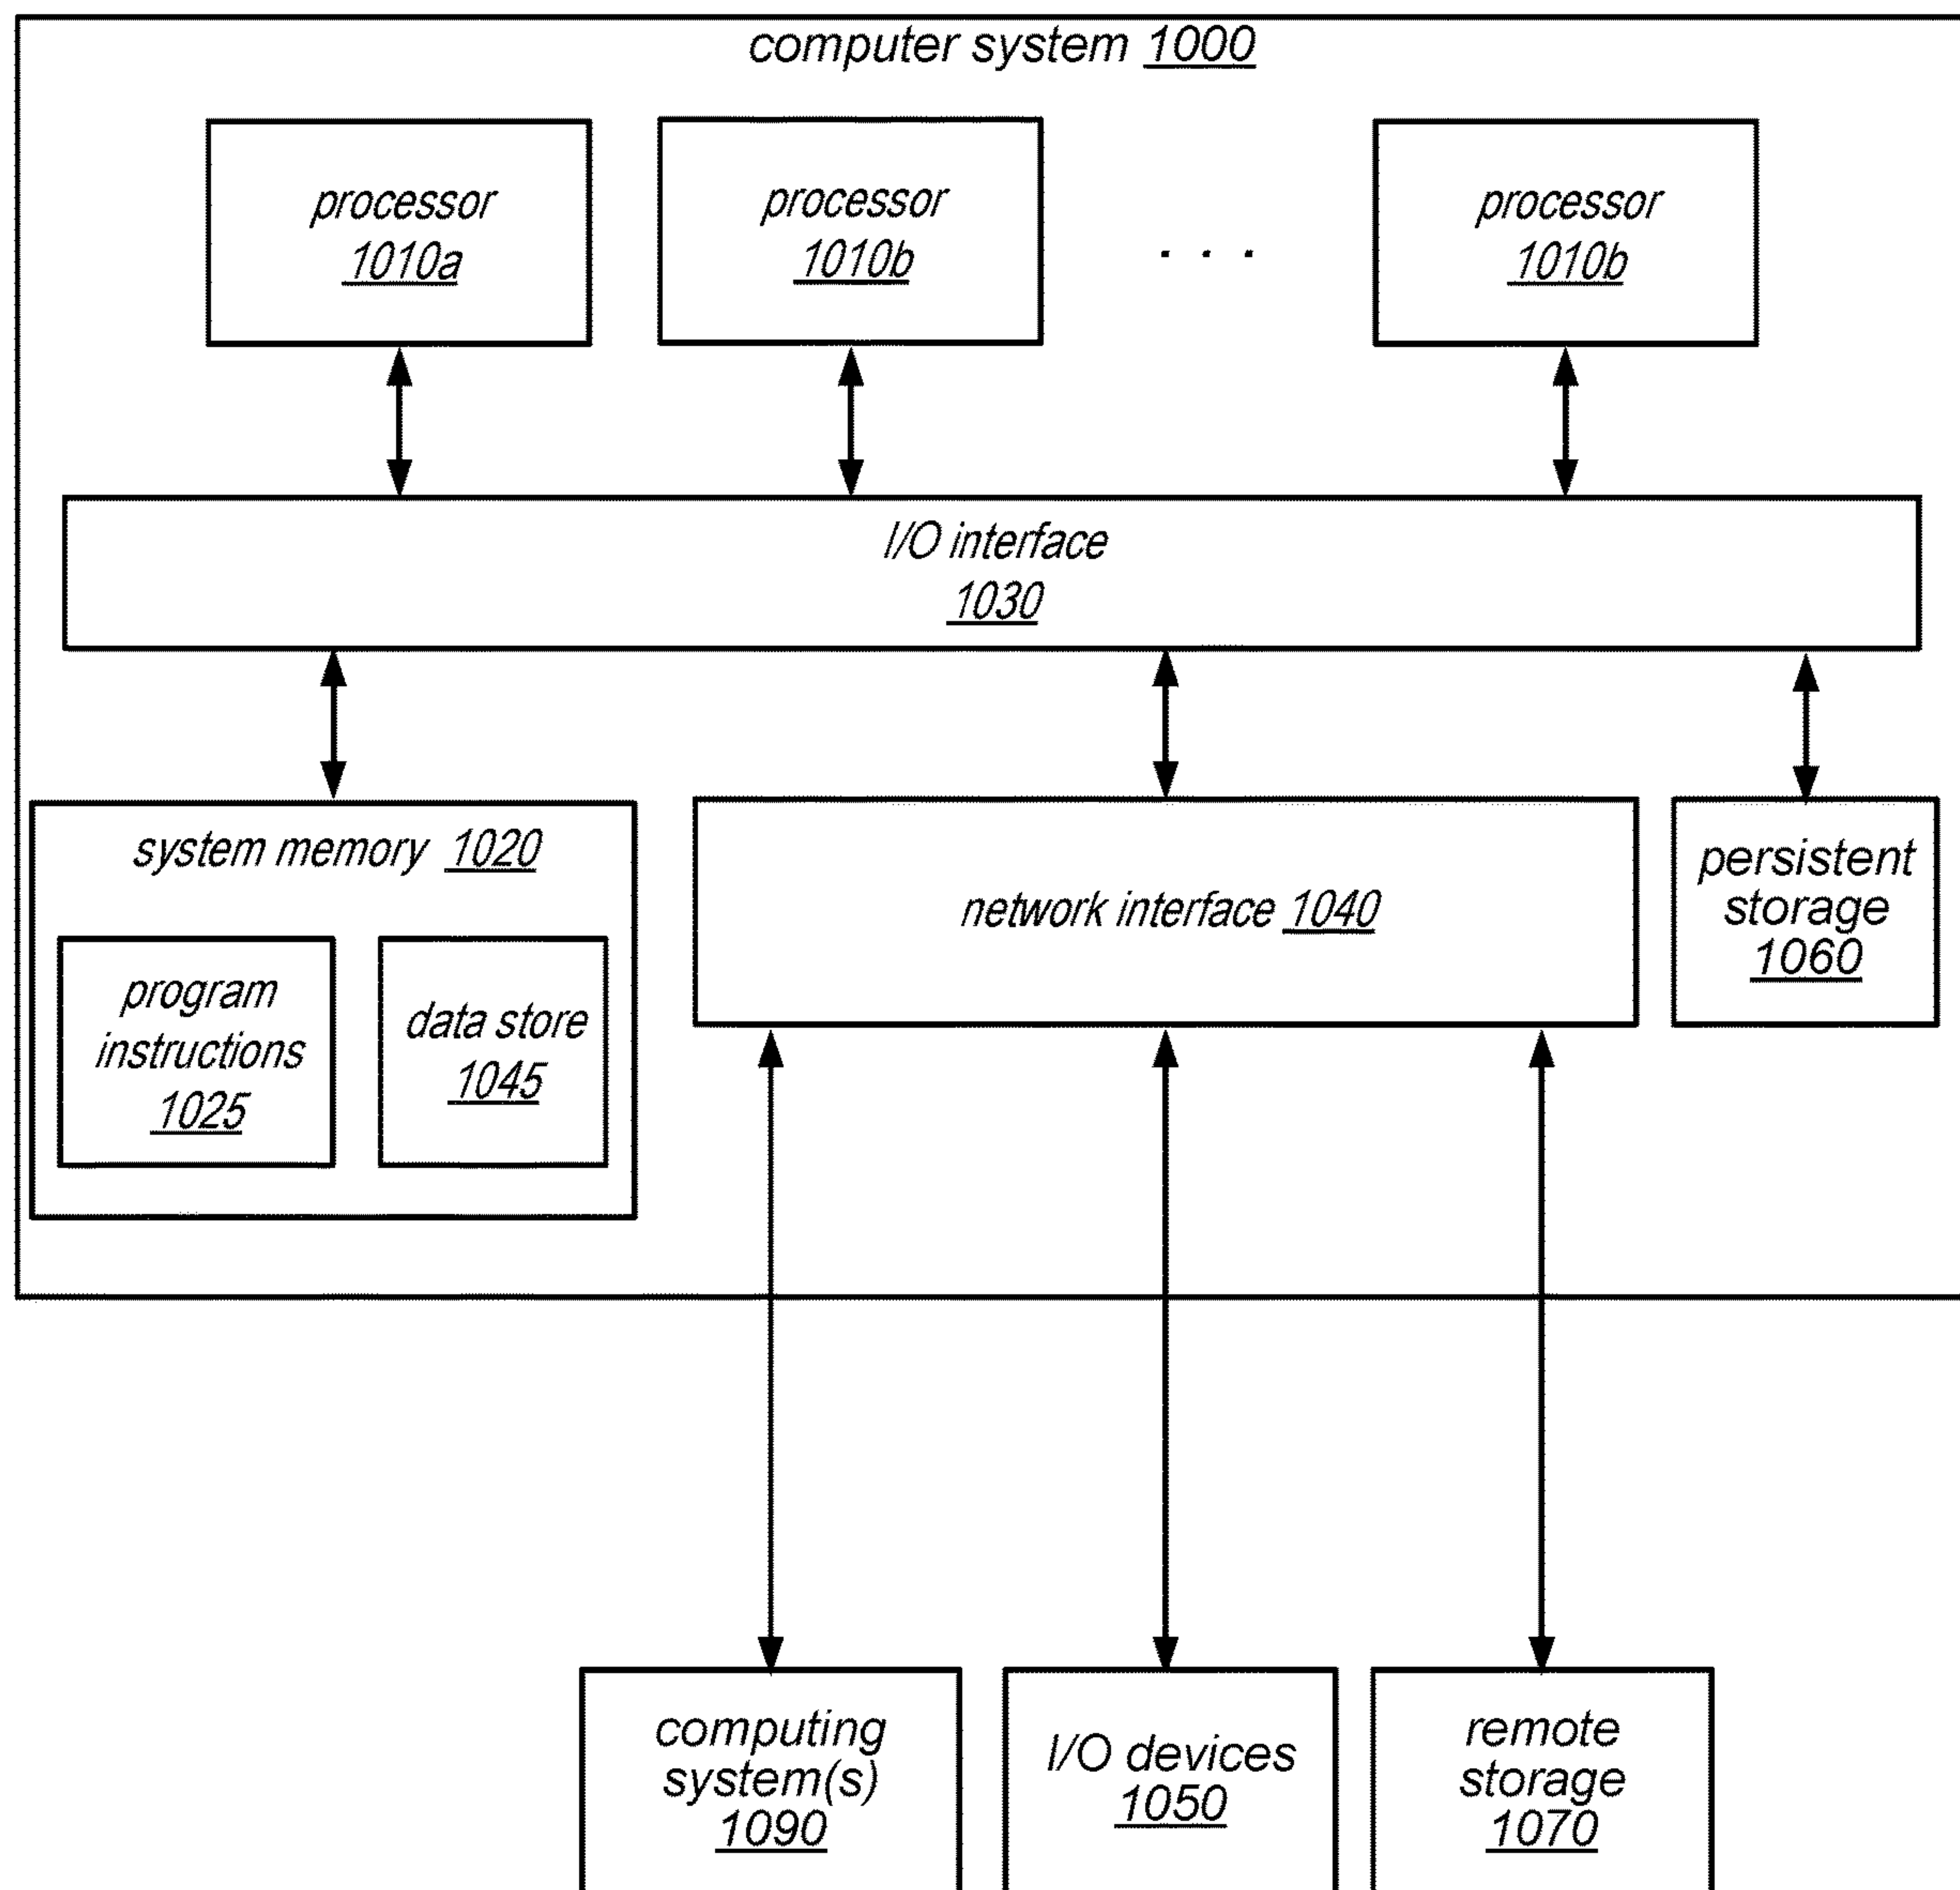 computer system 1000
processor
1010a
processor
1010b
. . .
processor
1010b
I/O interface
1030
system memory 1020
program
instructions
1025
data store
1045
network interface 1040
persistent
storage
1060
computing
system(s)
1090
I/O devices
1050
remote
storage
1070